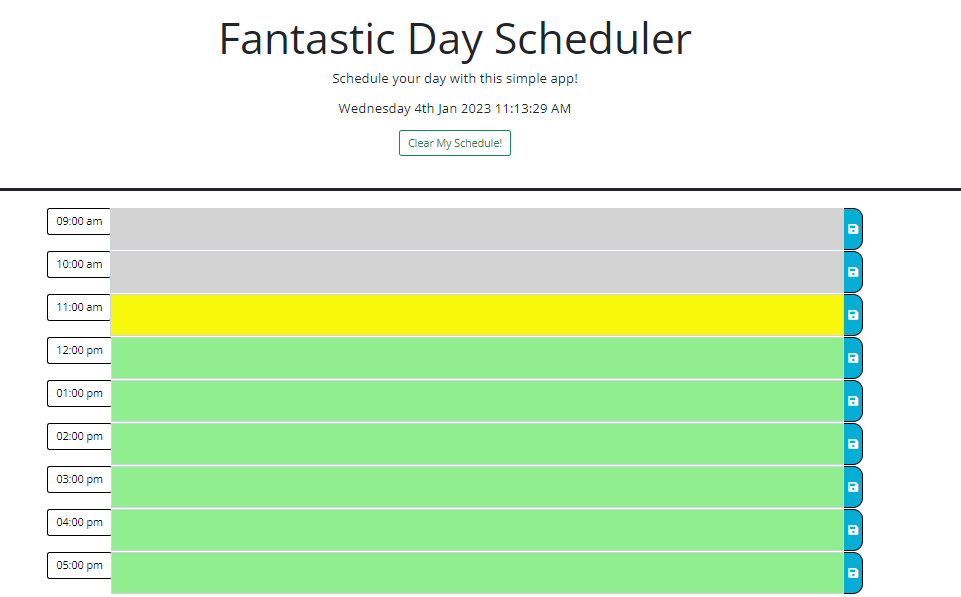 Fantastic Day Scheduler
Schedule your day with this simple app!
Wednesday 4th Jan 2023 11:13:29 AM
Clear My Schedule!
09:00 am
10:00 am
11:00 am
12:00 pm
01:00 pm
02:00 pm
03:00 pm
04:00 pm
05:00 pm